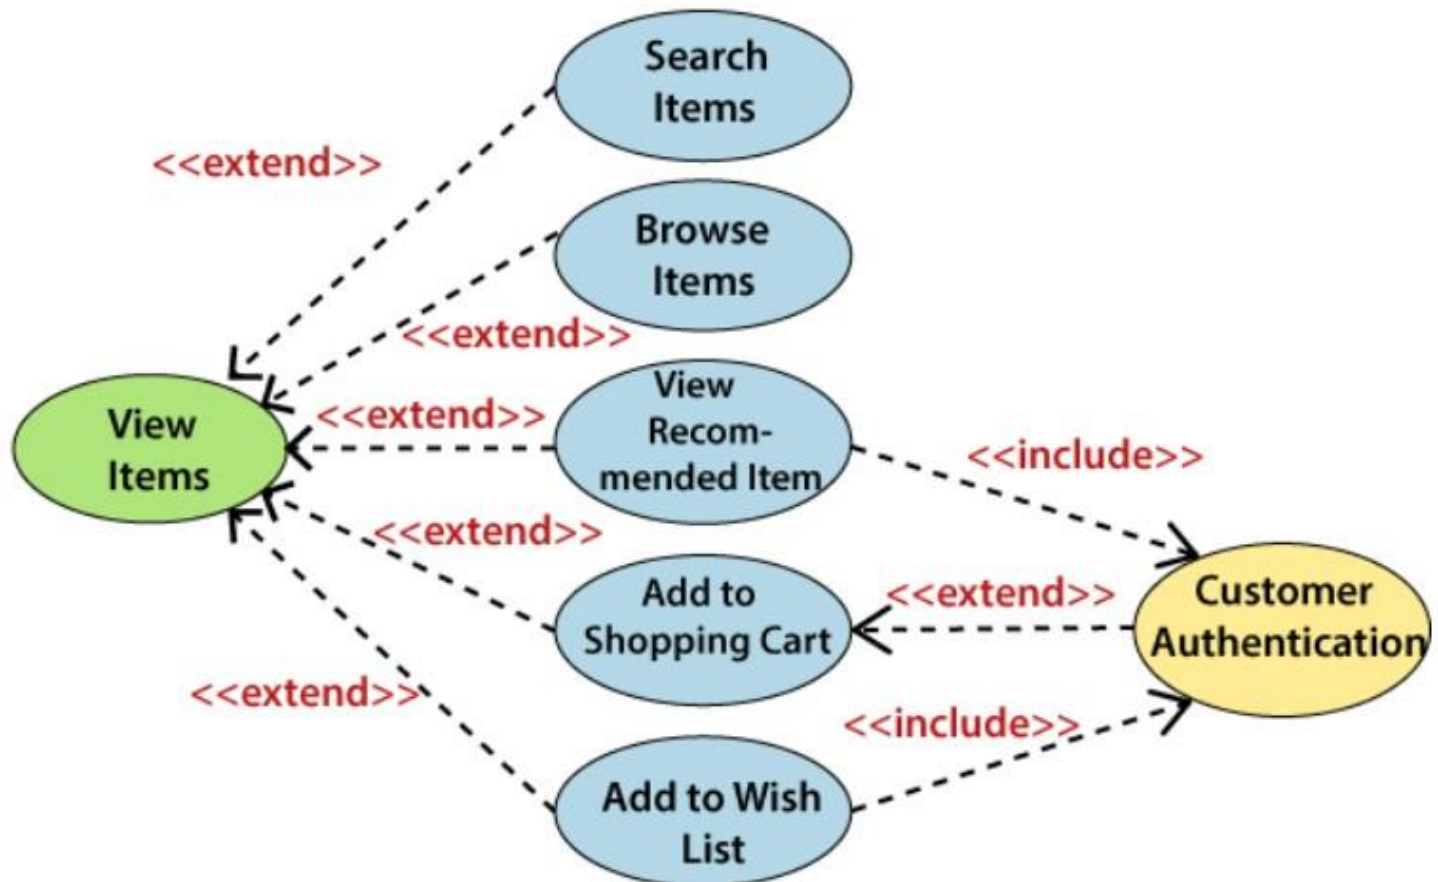 Search
Items
<<extend>>
Browse
Items
<<extend>>
View
Recom-
mended Item
<<extend>>
View
Items
<<include>>
<<extend>>
Add to
Shopping Cart
<<extend>>
Customer
Authentication
<<extend>>
<<include>>
Add to Wish
List